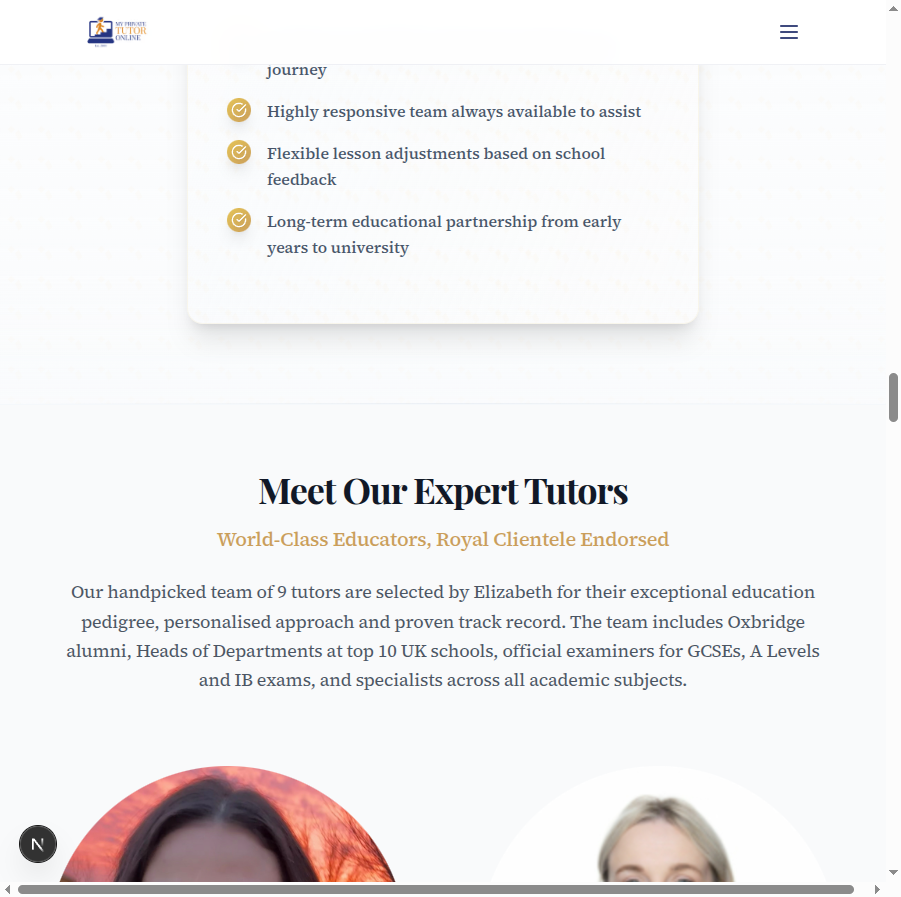 MY PRIVATE
TUTOR
ONLINE
journey
Highly responsive team always available to assist
Flexible lesson adjustments based on school
feedback
Long-term educational partnership from early
years to university
Meet Our Expert Tutors
World-Class Educators, Royal Clientele Endorsed
Our handpicked team of 9 tutors are selected by Elizabeth for their exceptional education
pedigree, personalised approach and proven track record. The team includes Oxbridge
alumni, Heads of Departments at top 10 UK schools, official examiners for GCSEs, A Levels
and IB exams, and specialists across all academic subjects.
N